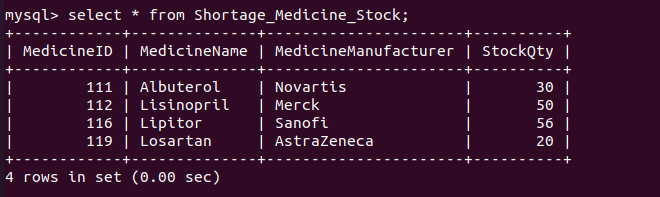 mysql> select * from Shortage_Medicine_Stock;
+------------+--------------+----------------------+----------+
| MedicineID | MedicineName | MedicineManufacturer | StockQty |
+------------+--------------+----------------------+----------+
|        111 | Albuterol    | Novartis             |       30 |
|        112 | Lisinopril   | Merck                |       50 |
|        116 | Lipitor      | Sanofi               |       56 |
|        119 | Losartan     | AstraZeneca          |       20 |
+------------+--------------+----------------------+----------+
4 rows in set (0.00 sec)